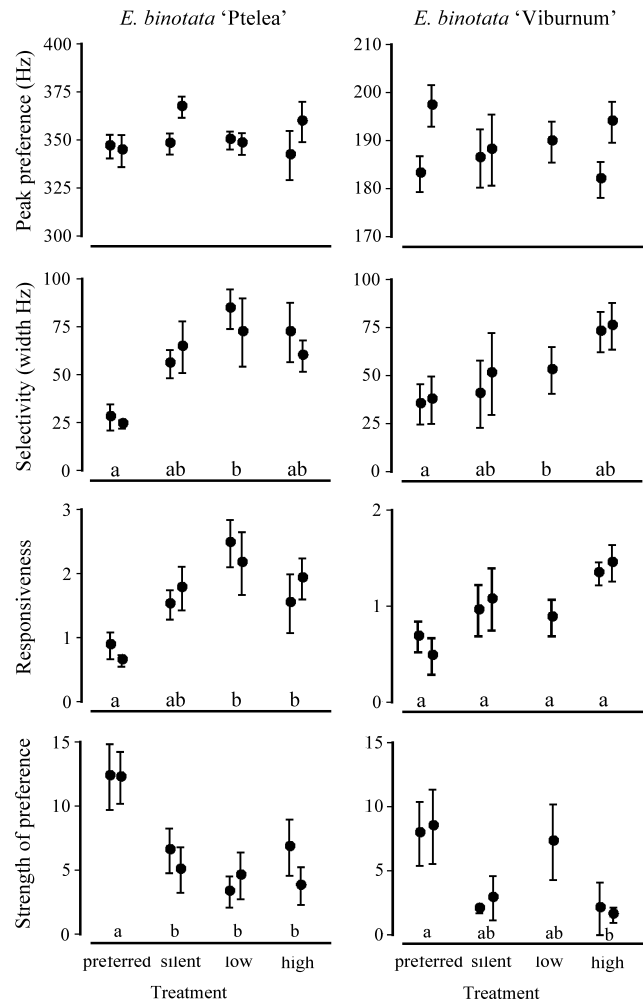 E. binotata ‘Ptelea’
E. binotata ‘Viburnum’
Peak preference (Hz)
400
375
350
325
300
210
200
190
180
170
Selectivity (width Hz)
100
75
50
25
0
a ab b ab
100
75
50
25
0
a ab b ab
Responsiveness
3
2
1
0
a ab b b
2
1
0
a a a a
Strength of preference
15
10
5
0
a b b b
15
10
5
0
a ab ab b
preferred silent low high
preferred silent low high
Treatment
Treatment